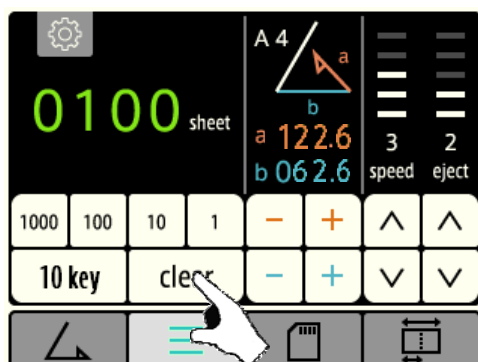 A 4
a
b
0100 sheet
a 122.6
b 062.6
3
speed
2
eject
1000
100
10
1
-
+
10 key
clear
-
+